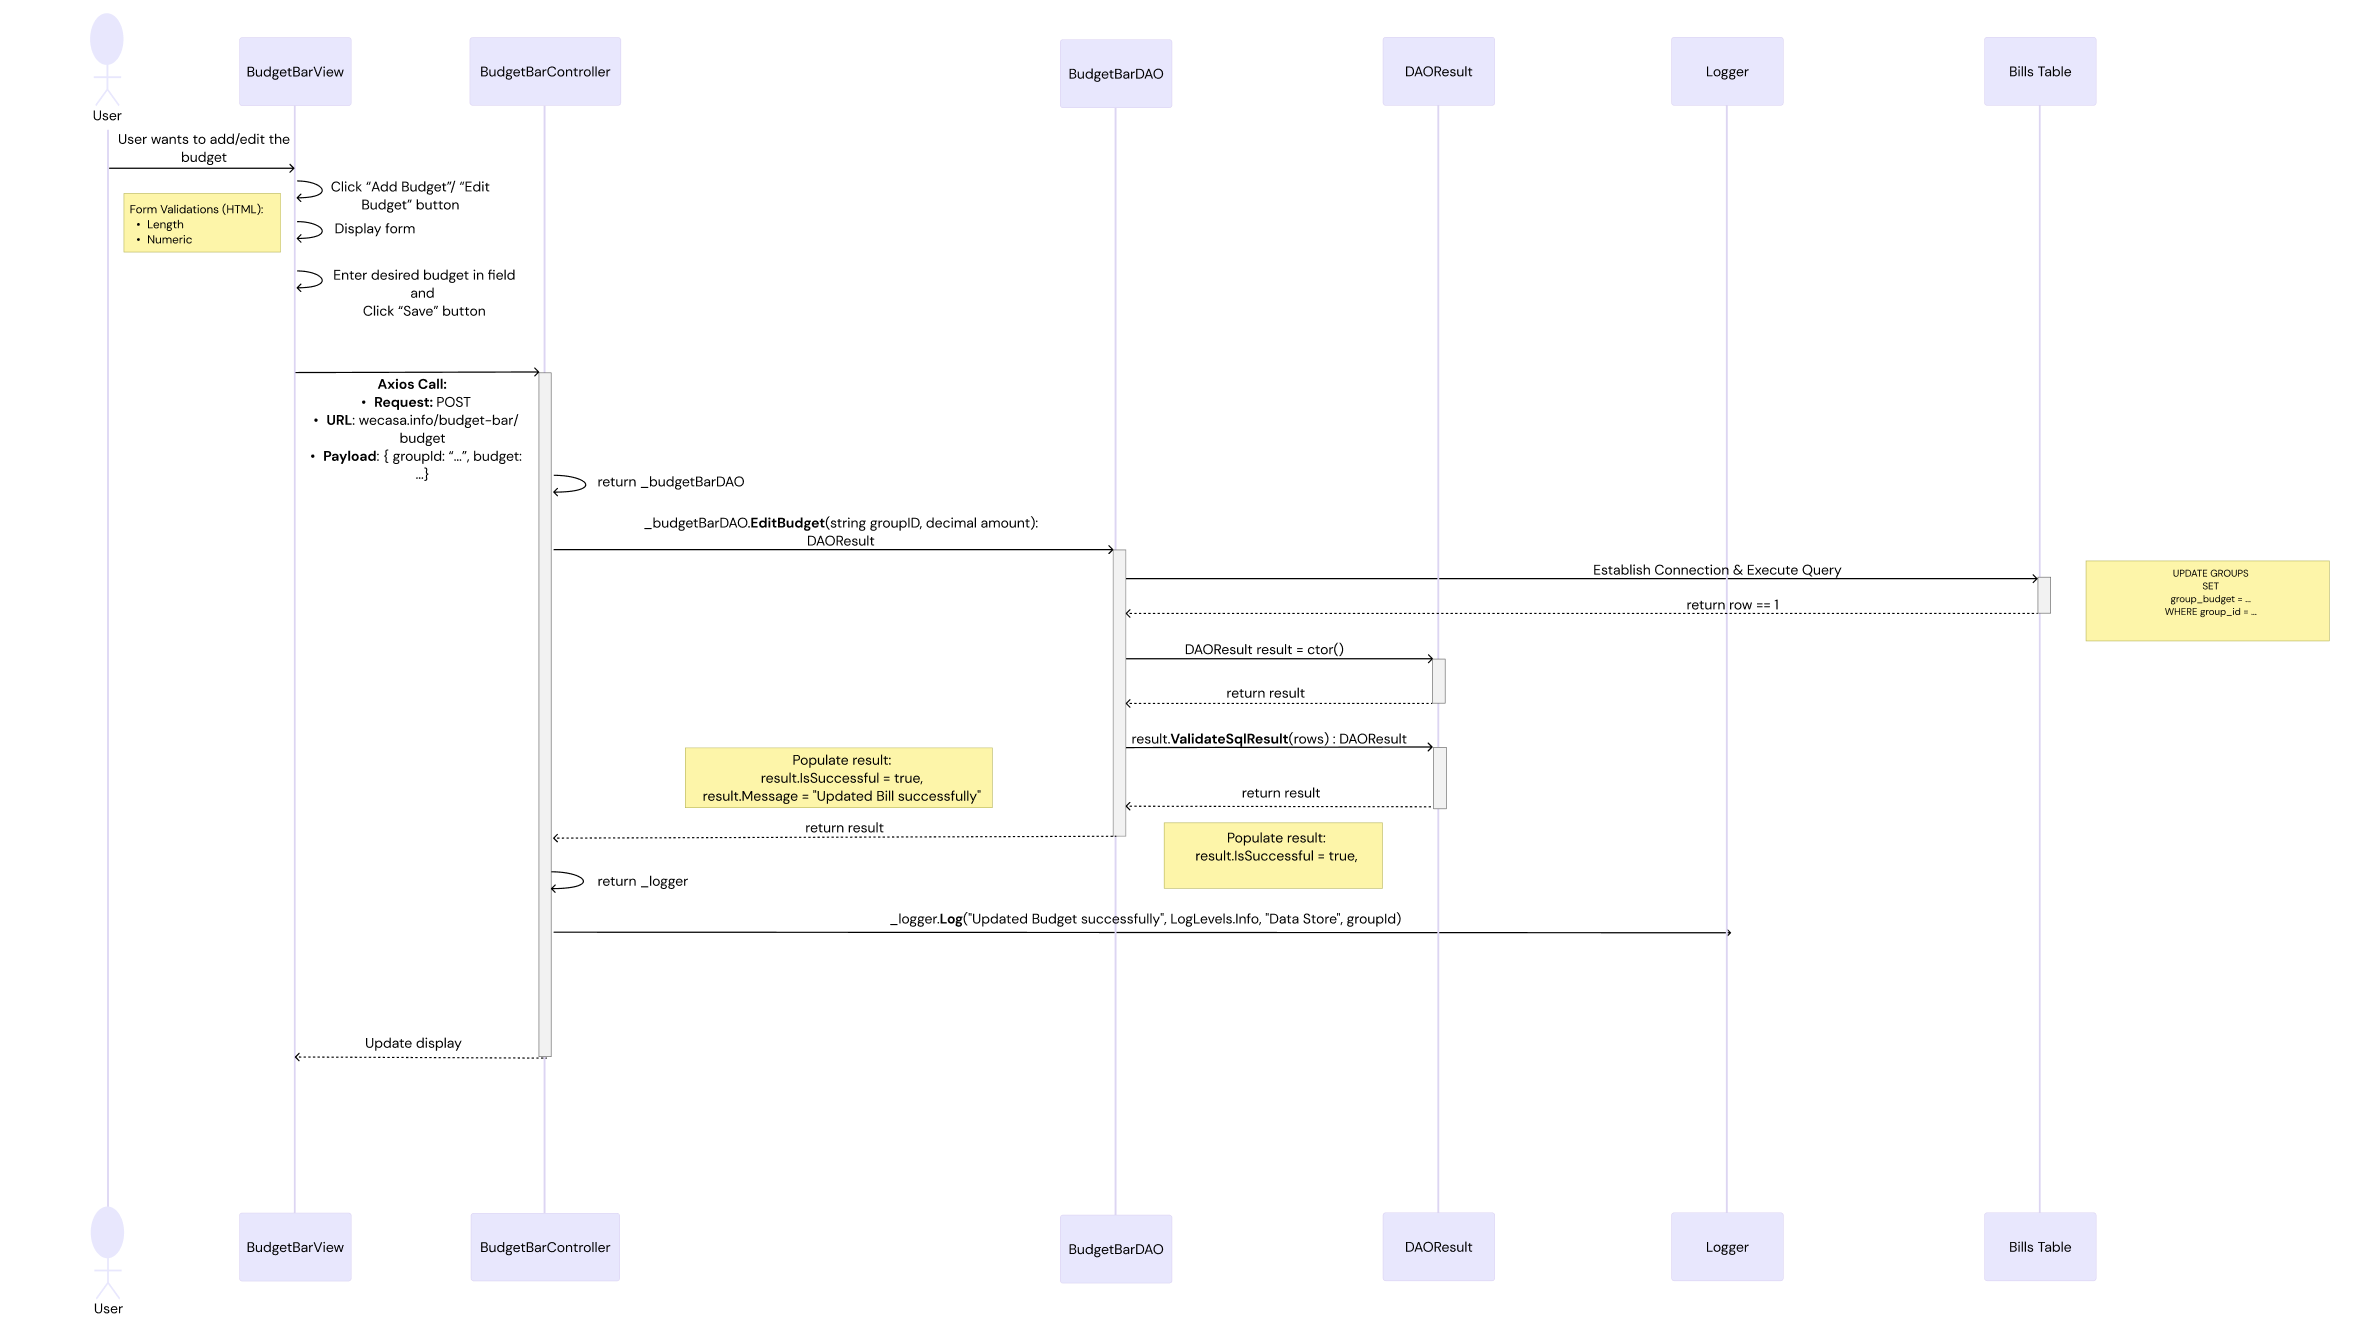 BudgetBarView
BudgetBarController
BudgetBarDAO
DAOResult
Logger
Bills Table
User
User wants to add/edit the
budget
Click “Add Budget”/ “Edit
Budget” button
Form Validations (HTML):
• Length
• Numeric
Display form
Enter desired budget in field
and
Click “Save” button
Axios Call:
• Request: POST
• URL: wecasa.info/budget-bar/
budget
• Payload: { groupId: “...”, budget:
...}
return _budgetBarDAO
_budgetBarDAO.EditBudget(string groupID, decimal amount):
DAOResult
Establish Connection & Execute Query
UPDATE GROUPS
SET
group_budget = ...
WHERE group_id = ...
return row == 1
DAOResult result = ctor()
return result
result.ValidateSqlResult(rows) : DAOResult
Populate result:
result.IsSuccessful = true,
result.Message = "Updated Bill successfully"
return result
return result
Populate result:
result.IsSuccessful = true,
return _logger
_logger.Log("Updated Budget successfully", LogLevels.Info, "Data Store", groupId)
Update display
BudgetBarView
BudgetBarController
BudgetBarDAO
DAOResult
Logger
Bills Table
User